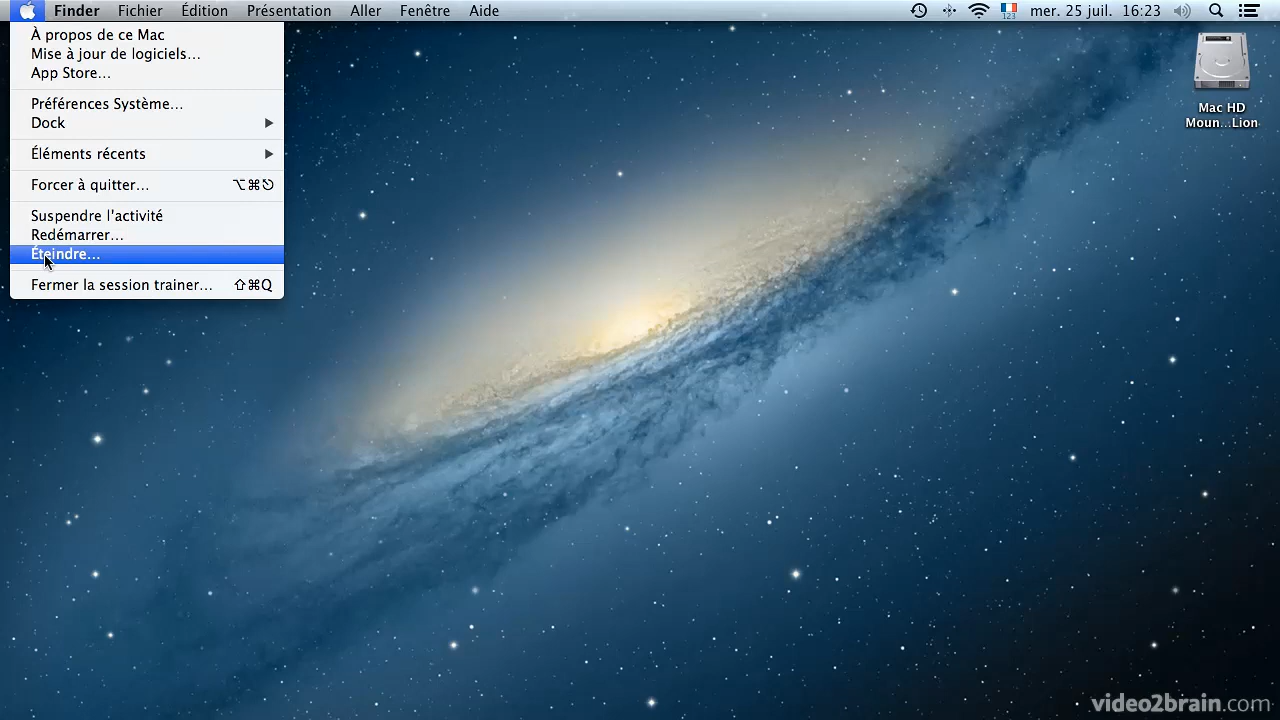 Finder Fichier Édition Présentation Aller Fenêtre Aide 123 mer. 25 juil. 16:23
À propos de ce Mac
Mise à jour de logiciels…
App Store…
Préférences Système…
Dock
Éléments récents
Forcer à quitter… ⌥⌘⎋
Suspendre l'activité
Redémarrer…
Éteindre…
Fermer la session trainer… ⇧⌘Q
Mac HD
Moun…Lion
video2brain.com